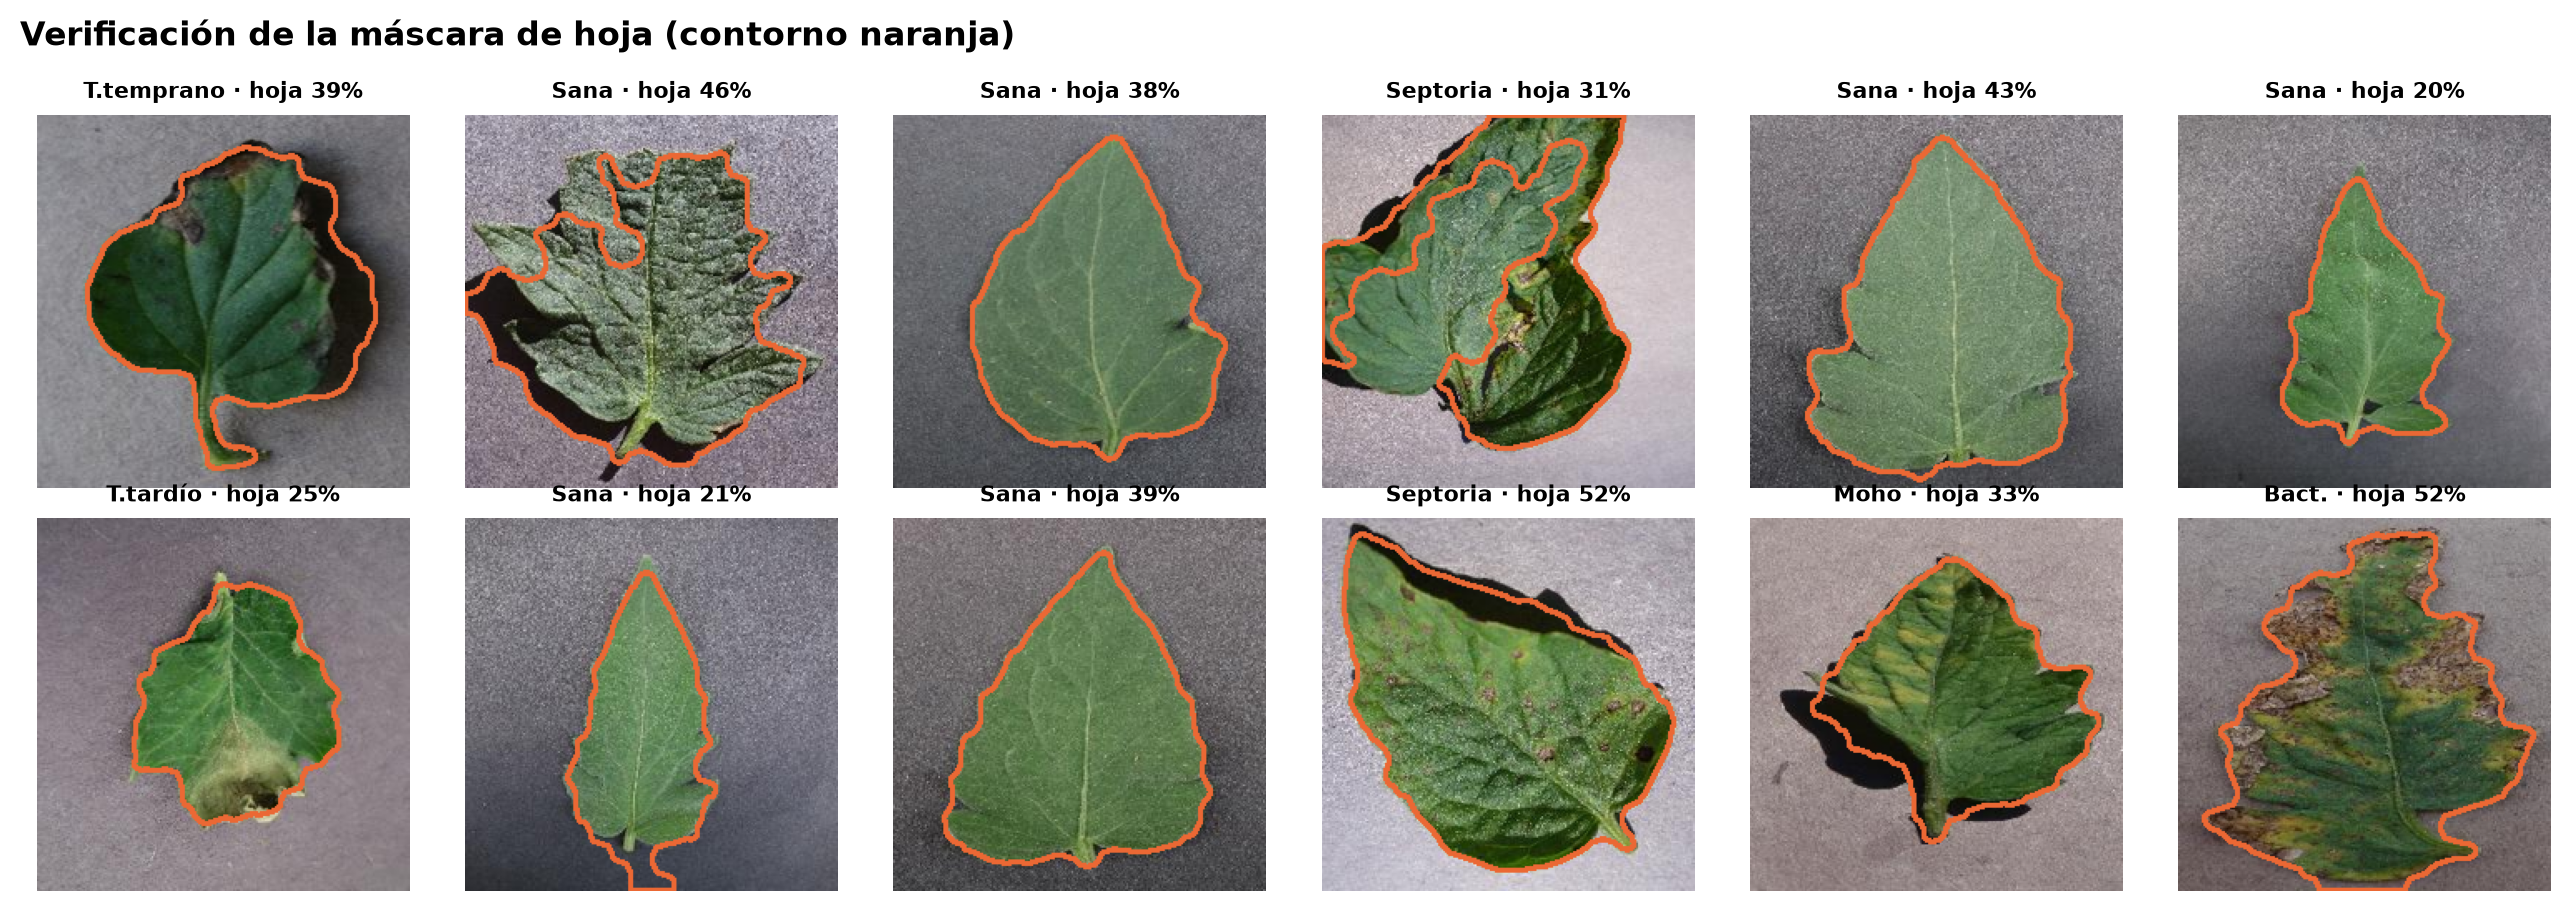 Verificación de la máscara de hoja (contorno naranja)
T.temprano · hoja 39%
Sana · hoja 46%
Sana · hoja 38%
Septoria · hoja 31%
Sana · hoja 43%
Sana · hoja 20%
T.tardío · hoja 25%
Sana · hoja 21%
Sana · hoja 39%
Septoria · hoja 52%
Moho · hoja 33%
Bact. · hoja 52%